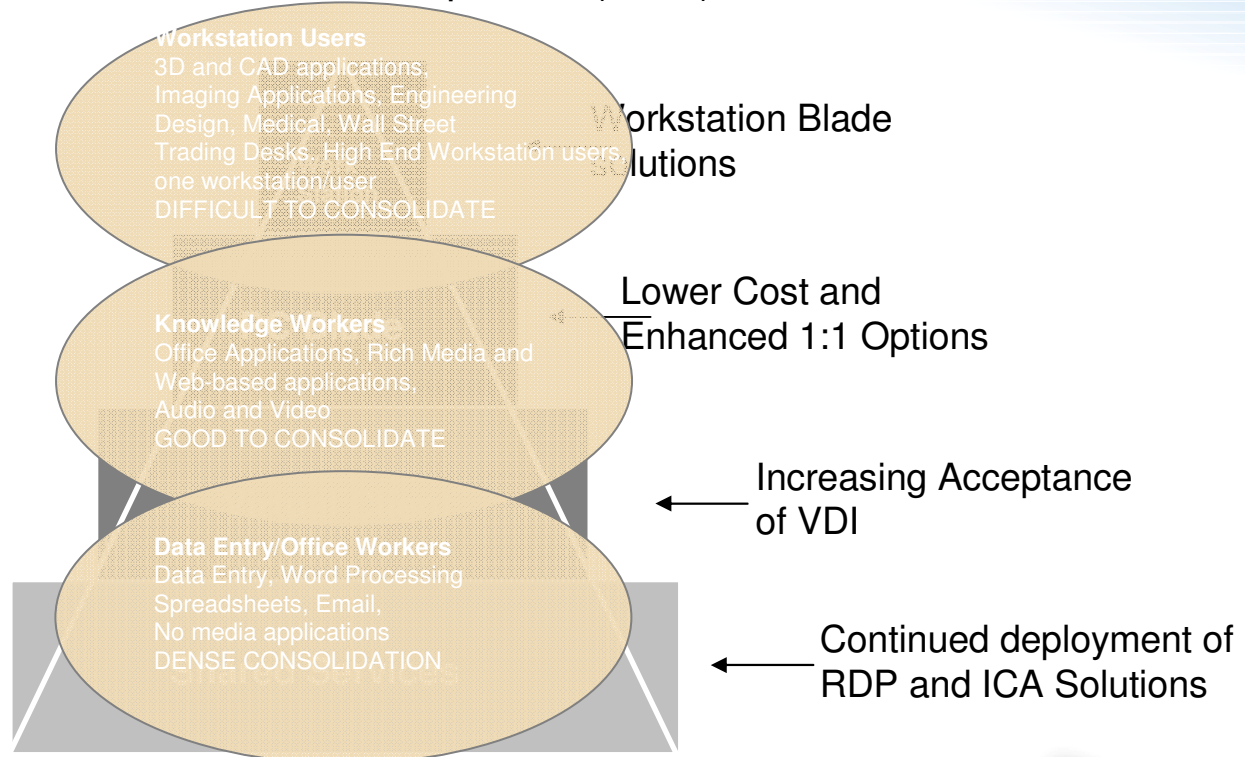 Workstation Users
3D and CAD applications,
Imaging Applications, Engineering
Design, Medical, Wall Street
Trading Desks. High End Workstation users,
one workstation/user
DIFFICULT TO CONSOLIDATE
Workstation Blade
Solutions
Knowledge Workers
Office Applications, Rich Media and
Web-based applications,
Audio and Video
GOOD TO CONSOLIDATE
Lower Cost and
Enhanced 1:1 Options
Increasing Acceptance
of VDI
Data Entry/Office Workers
Data Entry, Word Processing
Spreadsheets, Email,
No media applications
DENSE CONSOLIDATION
Shared Services
Continued deployment of
RDP and ICA Solutions